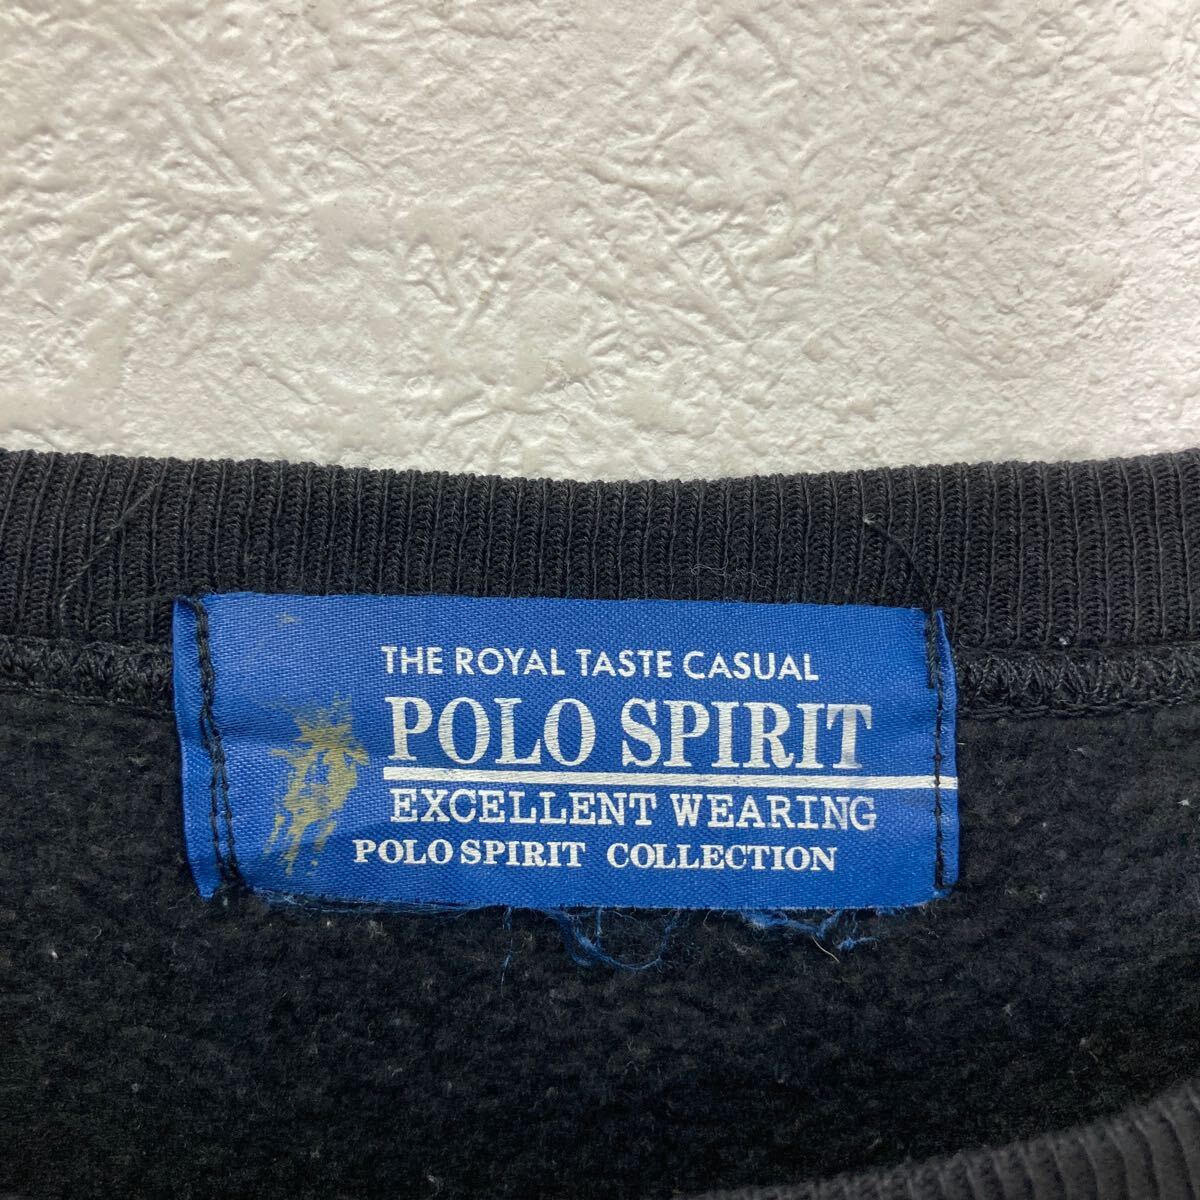 THE ROYAL TASTE CASUAL
POLO SPIRIT
EXCELLENT WEARING
POLO SPIRIT COLLECTION